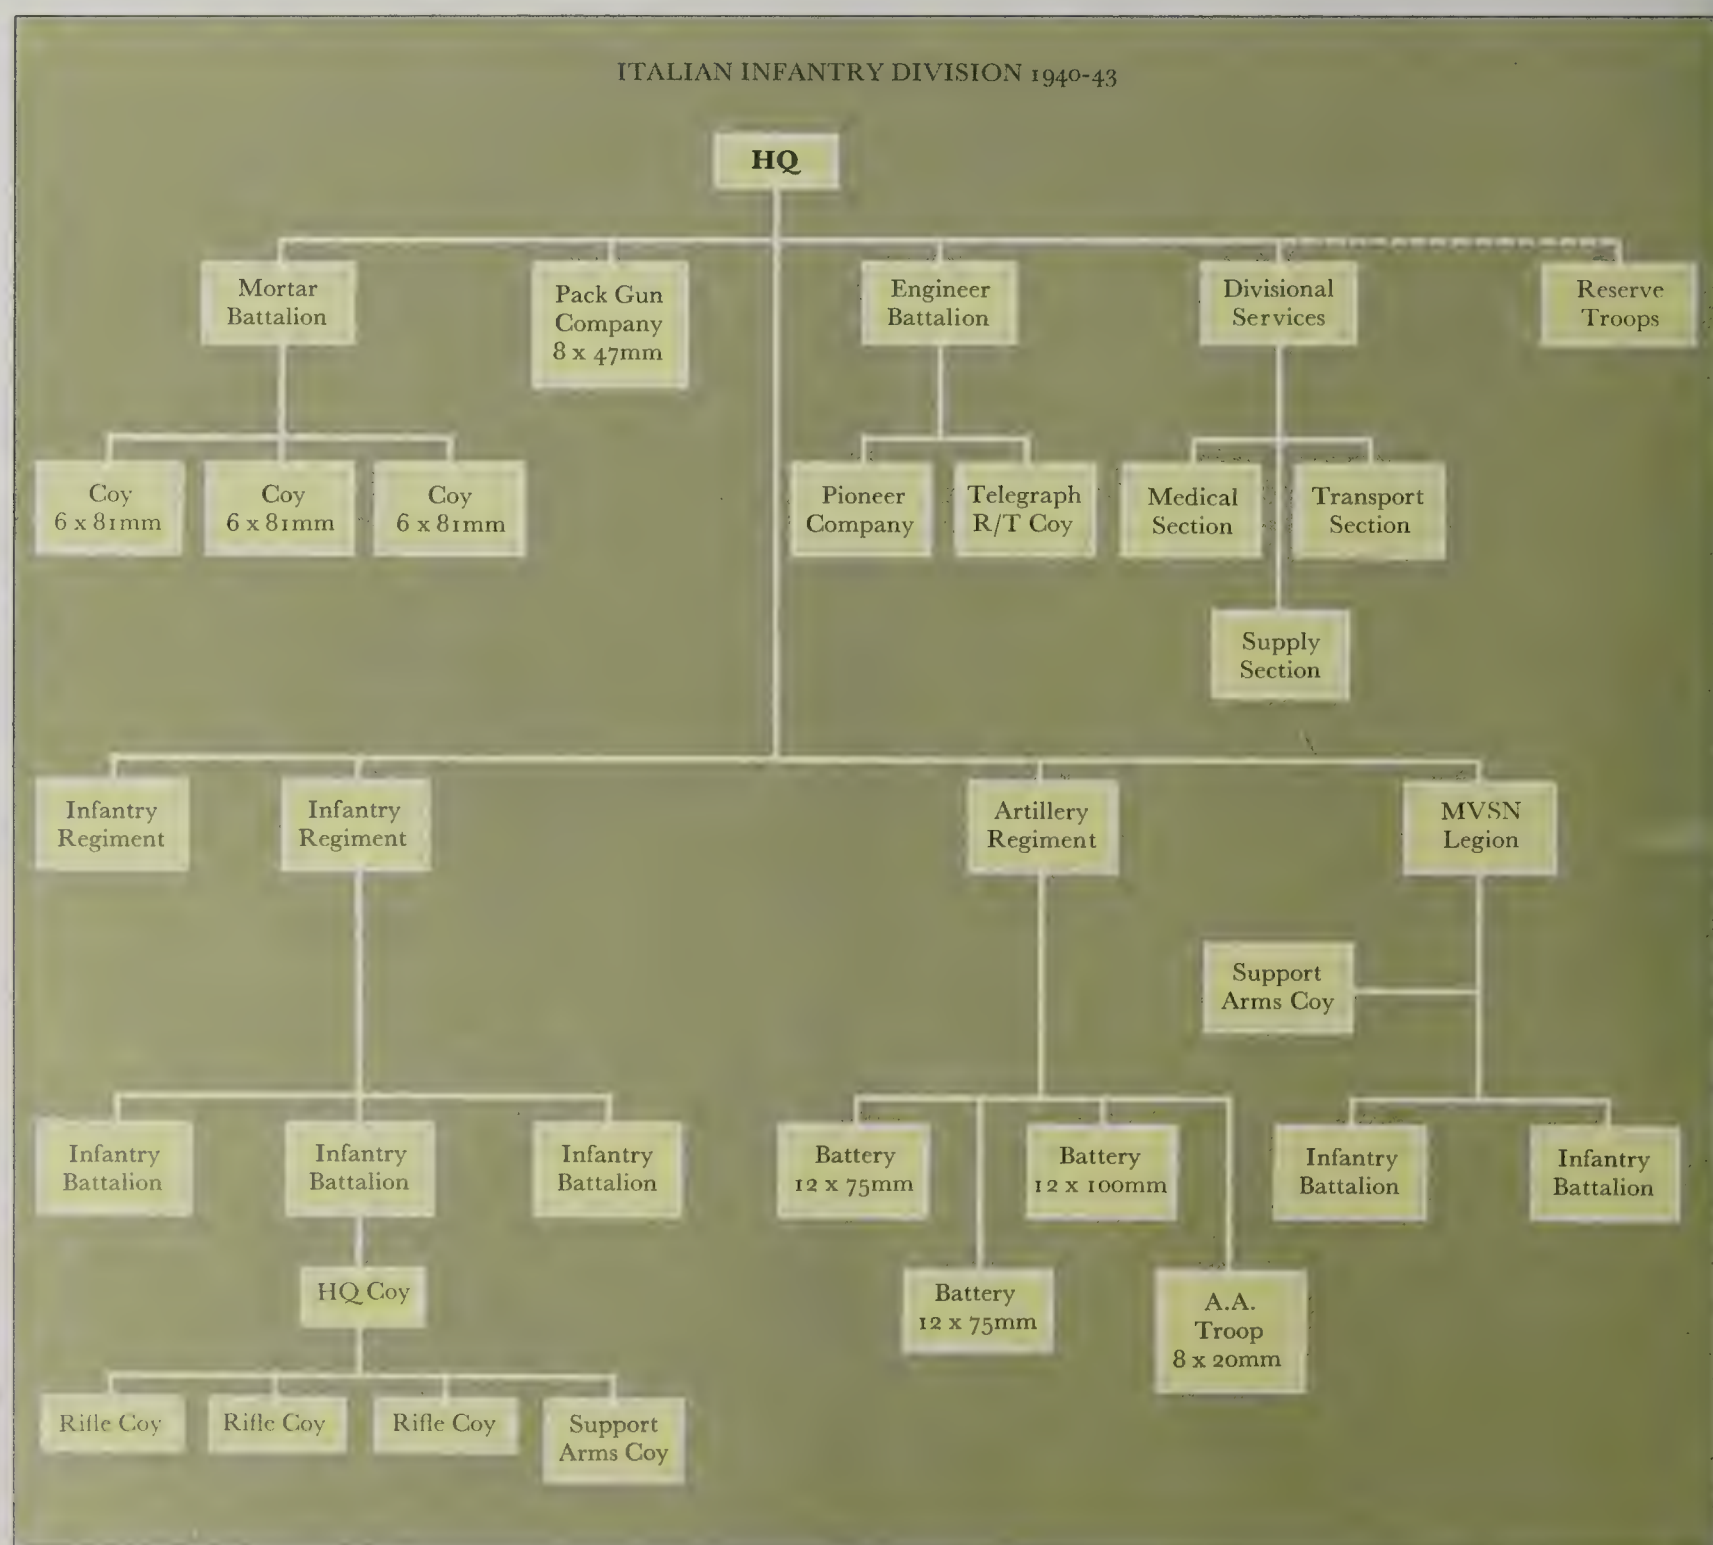 ITALIAN INFANTRY DIVISION 1940-43
HQ
Mortar
Battalion
Pack Gun
Company
8 x 47mm
Engineer
Battalion
Divisional
Services
Reserve
Troops
Coy
6 x 81mm
Coy
6 x 81mm
Coy
6 x 81mm
Pioneer
Company
Telegraph
R/T Coy
Medical
Section
Transport
Section
Supply
Section
Infantry
Regiment
Infantry
Regiment
Artillery
Regiment
MVSN
Legion
Support
Arms Coy
Infantry
Battalion
Infantry
Battalion
Infantry
Battalion
Battery
12 x 75mm
Battery
12 x 100mm
Infantry
Battalion
Infantry
Battalion
HQ Coy
Battery
12 x 75mm
A.A.
Troop
8 x 20mm
Rifle Coy
Rifle Coy
Rifle Coy
Support
Arms Coy